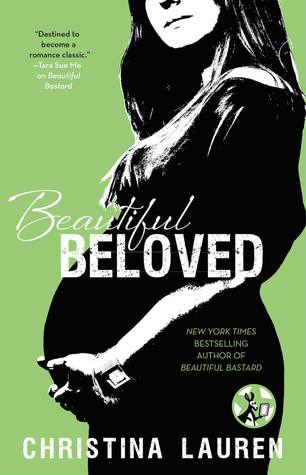 "Destined to
become a
romance classic."
—Tara Sue Me
on Beautiful
Bastard
Beautiful
BELOVED
NEW YORK TIMES
BESTSELLING
AUTHOR OF
BEAUTIFUL BASTARD
CHRISTINA LAUREN